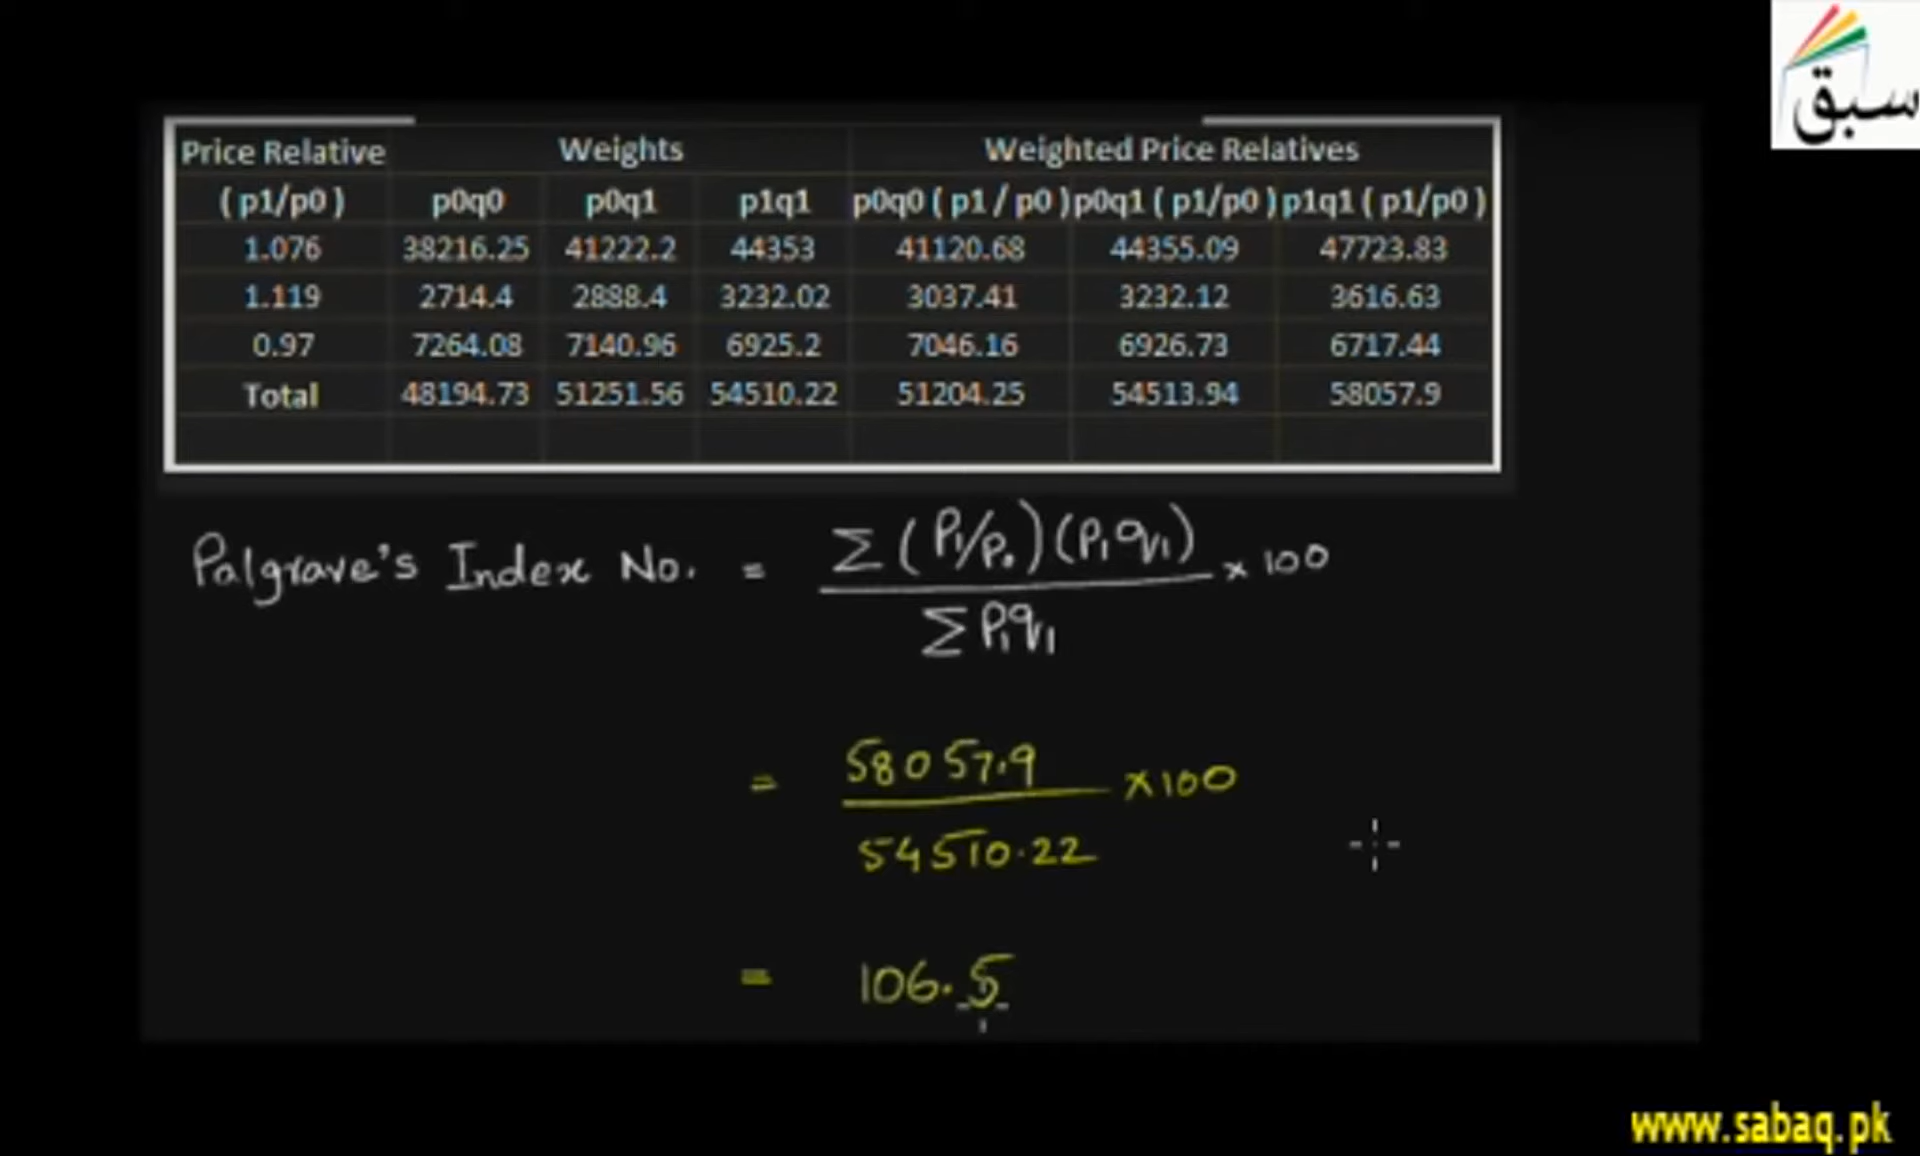 سبق
Price Relative Weights Weighted Price Relatives
( p1/p0 ) p0q0 p0q1 p1q1 p0q0 ( p1 / p0 ) p0q1 ( p1/p0 ) p1q1 ( p1/p0 )
1.076 38216.25 41222.2 44353 41120.68 44355.09 47723.83
1.119 2714.4 2888.4 3232.02 3037.41 3232.12 3616.63
0.97 7264.08 7140.96 6925.2 7046.16 6926.73 6717.44
Total 48194.73 51251.56 54510.22 51204.25 54513.94 58057.9
Palgrave's Index No. = Σ (P₁/P₀) (P₁q₁) / Σ P₁q₁ × 100
= 58057.9 / 54510.22 × 100
= 106.5
www.sabaq.pk